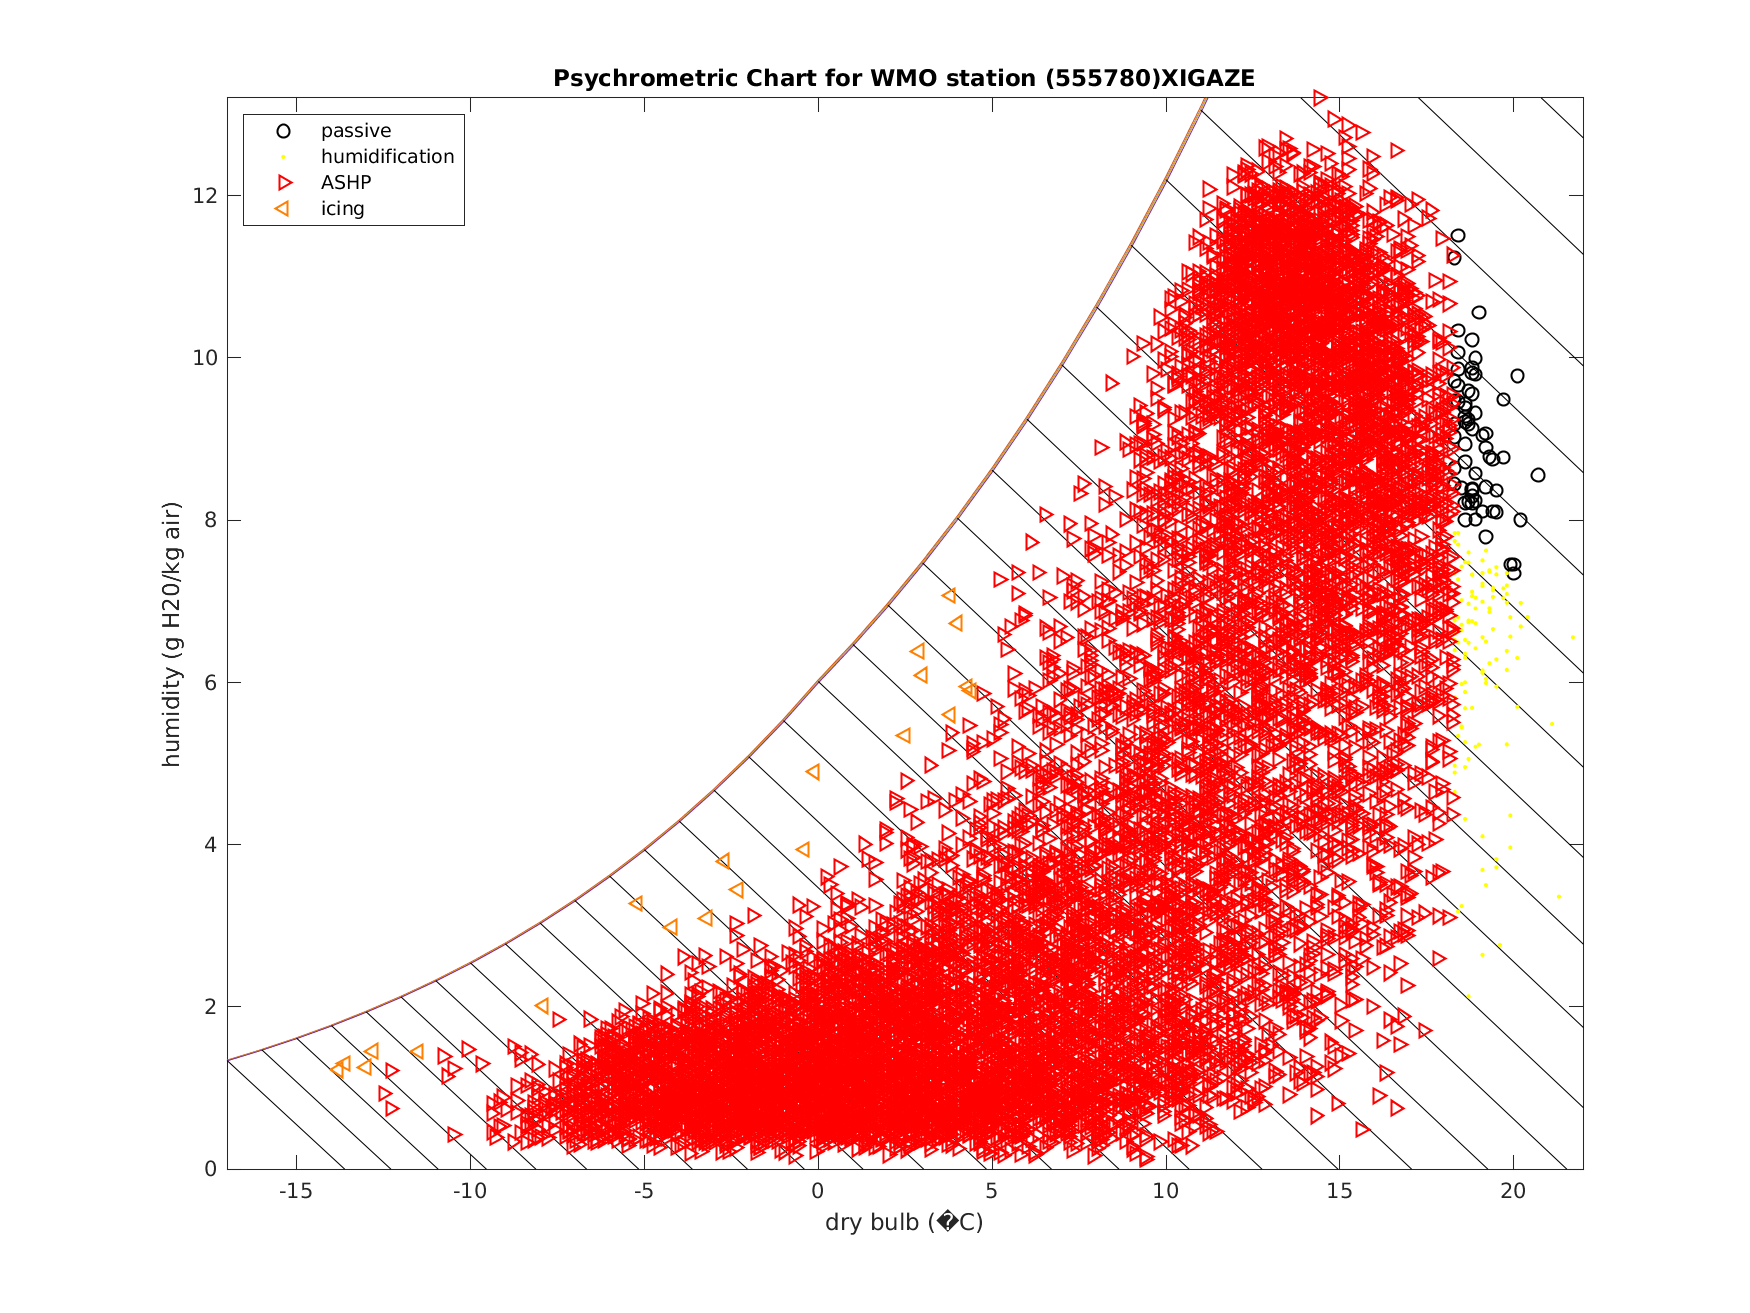 Psychrometric Chart for WMO station (555780)XIGAZE
passive
humidification
ASHP
icing
humidity (g H20/kg air)
12
10
8
6
4
2
0
-15 -10 -5 0 5 10 15 20
dry bulb (�C)